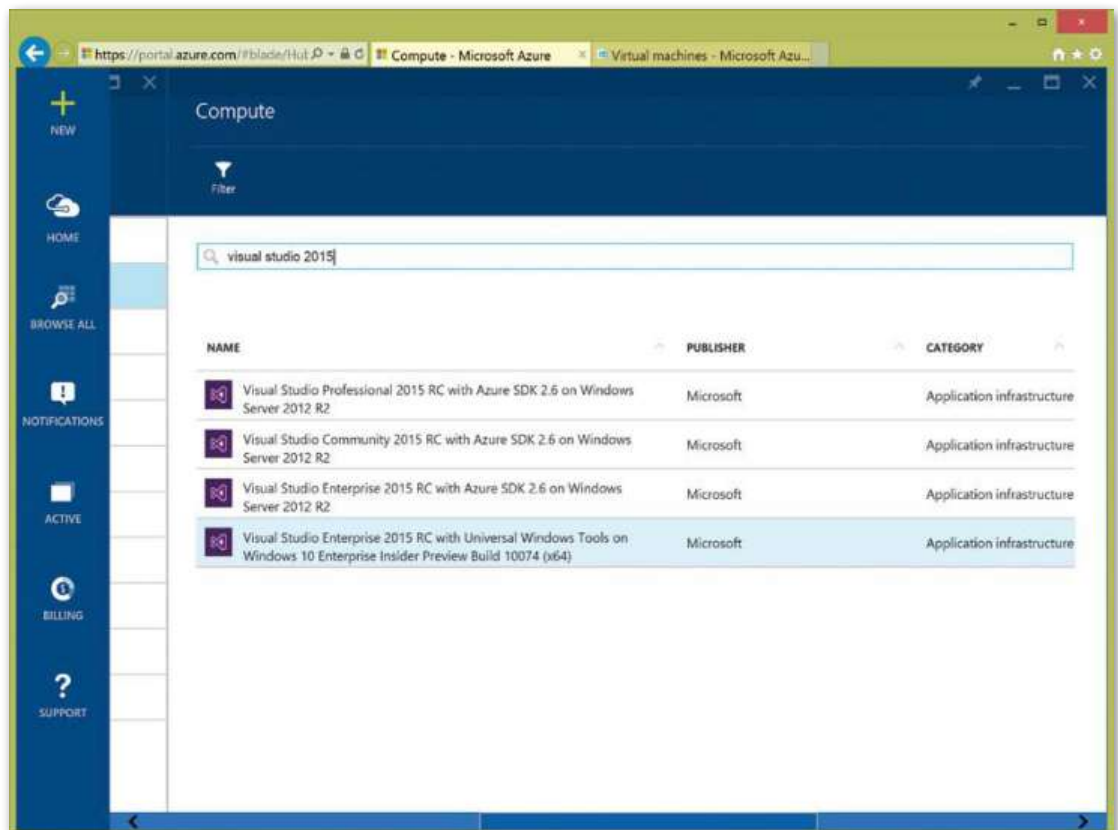 https://portal.azure.com/#blade/Hub
Compute - Microsoft Azure
Virtual machines - Microsoft Azu...
NEW
HOME
BROWSE ALL
NOTIFICATIONS
ACTIVE
BILLING
SUPPORT
Compute
Filter
visual studio 2015
NAME PUBLISHER CATEGORY
Visual Studio Professional 2015 RC with Azure SDK 2.6 on Windows
Server 2012 R2
Microsoft
Application infrastructure
Visual Studio Community 2015 RC with Azure SDK 2.6 on Windows
Server 2012 R2
Microsoft
Application infrastructure
Visual Studio Enterprise 2015 RC with Azure SDK 2.6 on Windows
Server 2012 R2
Microsoft
Application infrastructure
Visual Studio Enterprise 2015 RC with Universal Windows Tools on
Windows 10 Enterprise Insider Preview Build 10074 (x64)
Microsoft
Application infrastructure